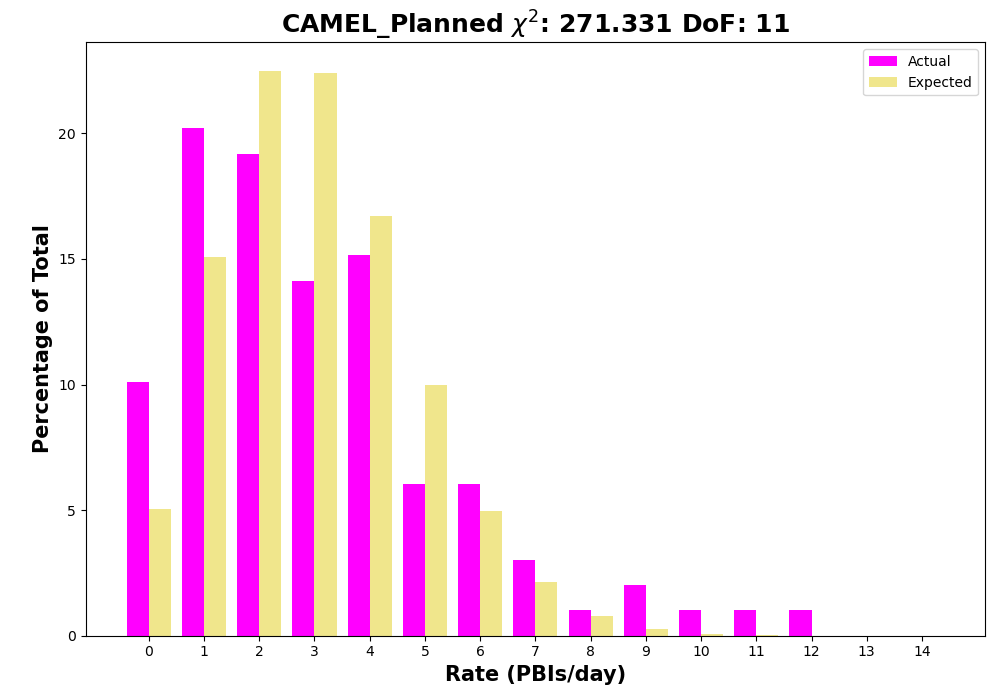 CAMEL_Planned χ²: 271.331 DoF: 11
Actual
Expected
Percentage of Total
20
15
10
5
0
0 1 2 3 4 5 6 7 8 9 10 11 12 13 14
Rate (PBIs/day)